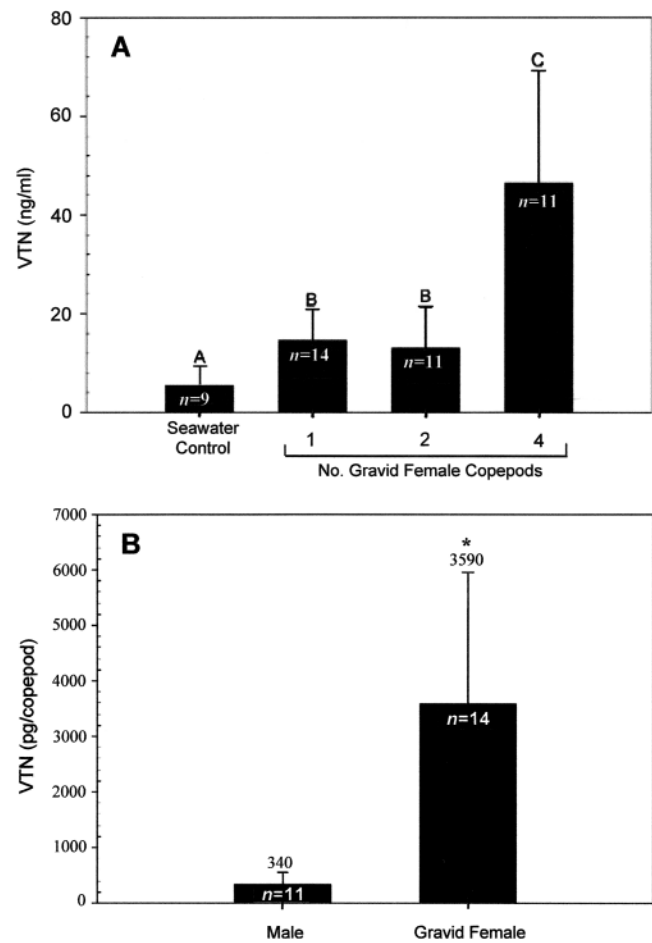 A
VTN (ng/ml)
80
60
40
20
0
A
B
B
C
n=9
n=14
n=11
n=11
Seawater
Control
1
2
4
No. Gravid Female Copepods
B
VTN (pg/copepod)
7000
6000
5000
4000
3000
2000
1000
0
340
n=11
*
3590
n=14
Male
Gravid Female